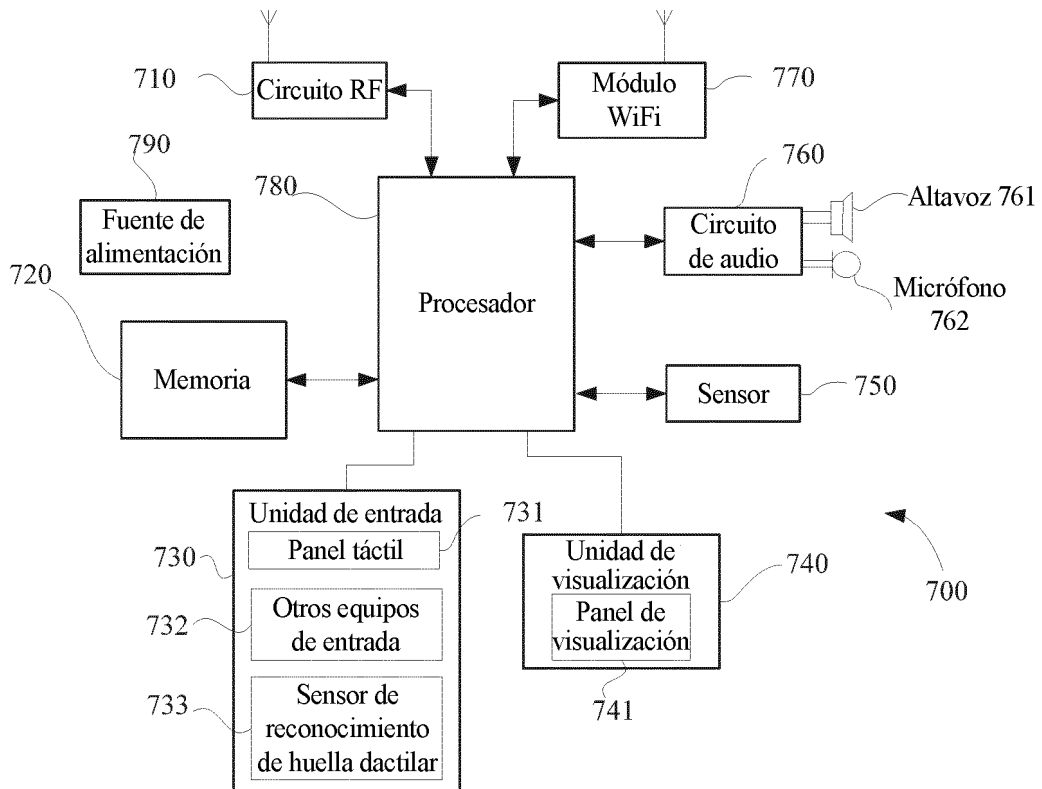 710
Circuito RF
Módulo
WiFi
770
790
Fuente de
alimentación
780
Procesador
760
Circuito
de audio
Altavoz 761
Micrófono
762
720
Memoria
Sensor
750
Unidad de entrada
730
Panel táctil
731
732
Otros equipos
de entrada
733
Sensor de
reconocimiento
de huella dactilar
Unidad de
visualización
740
Panel de
visualización
741
700